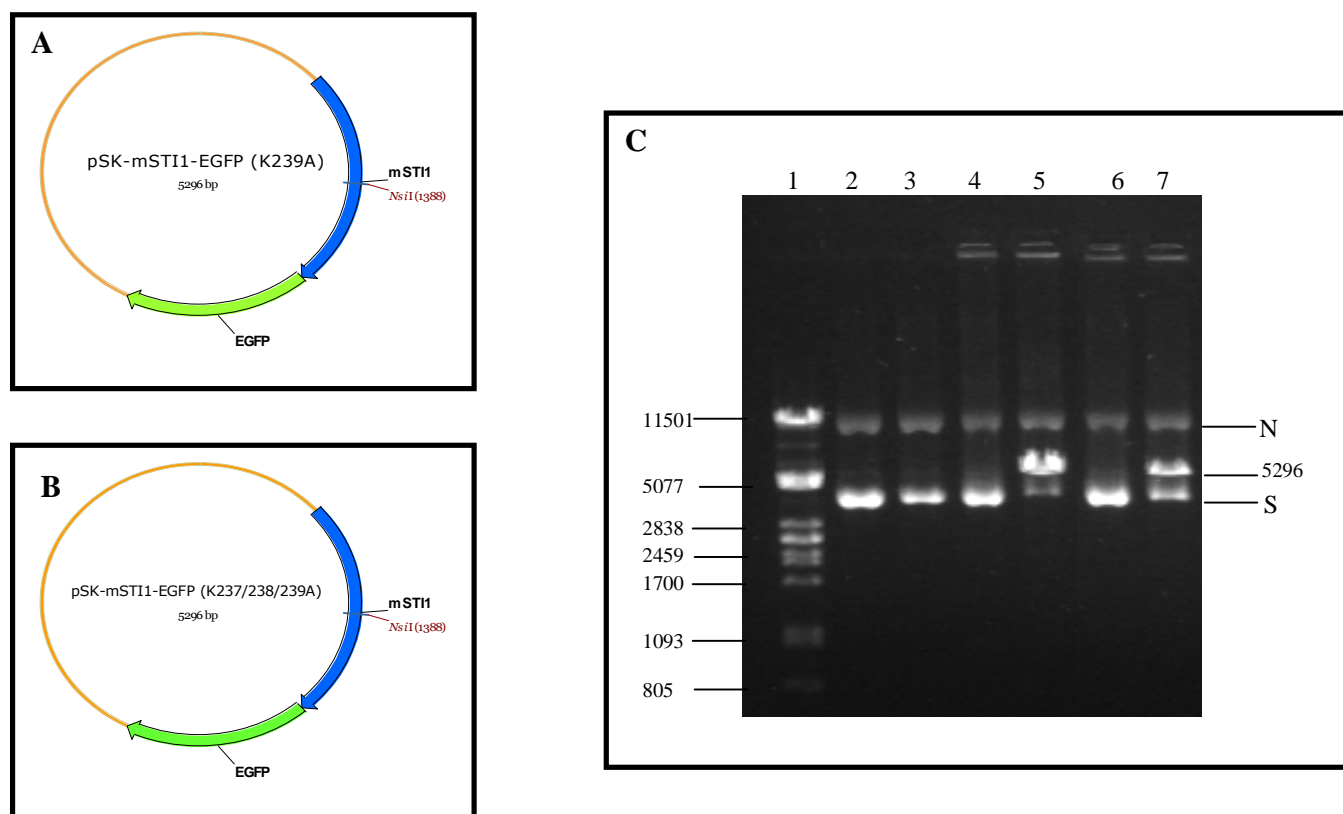 A
pSK-mSTI1-EGFP (K239A)
5296 bp
mSTI1
NsiI (1388)
EGFP
B
pSK-mSTI1-EGFP (K237/238/239A)
5296 bp
mSTI1
NsiI (1388)
EGFP
C
1 2 3 4 5 6 7
11501
5077
2838
2459
1700
1093
805
N
5296
S